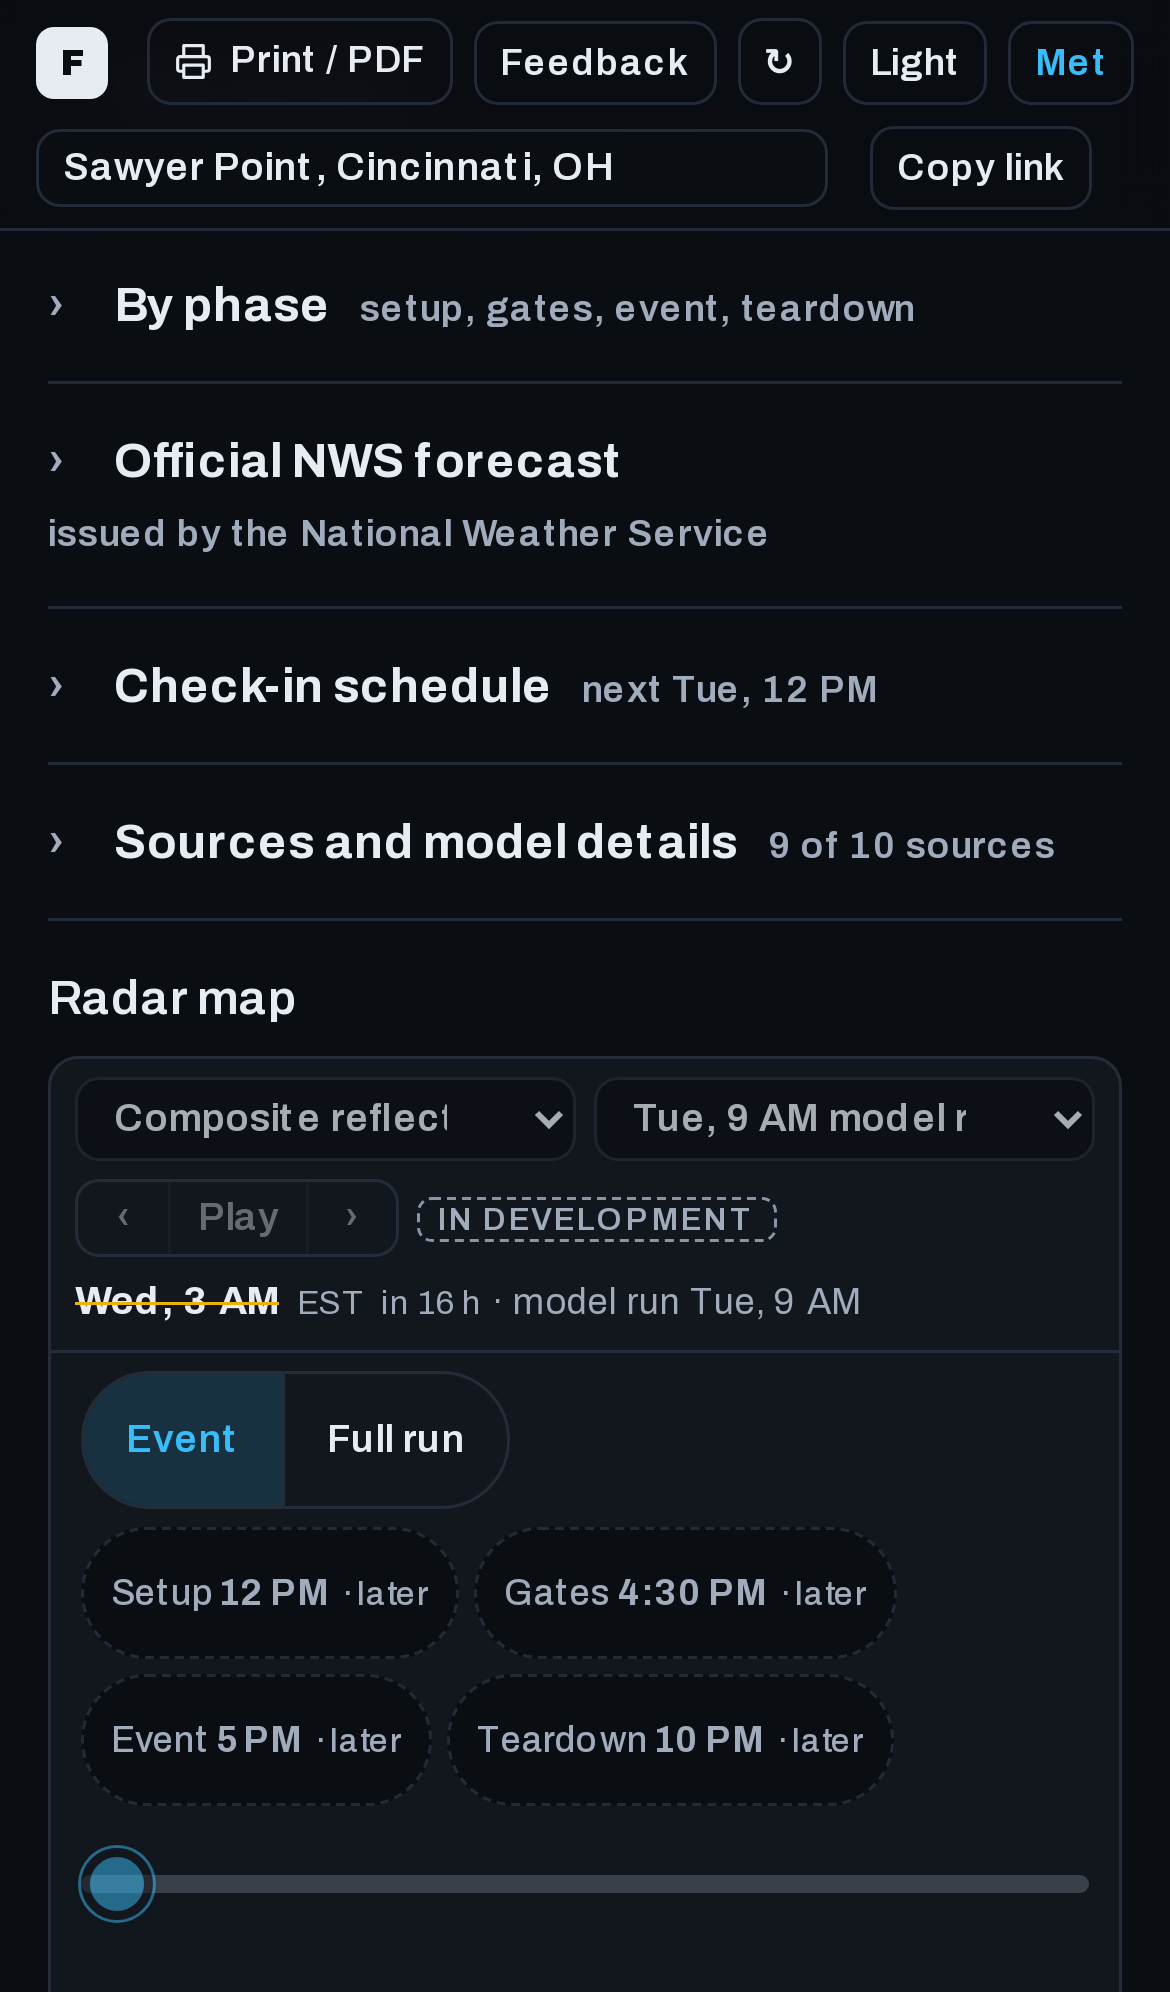 F Print / PDF Feedback ↻ Light Met
Sawyer Point, Cincinnati, OH Copy link
› By phase setup, gates, event, teardown
› Official NWS forecast
issued by the National Weather Service
› Check-in schedule next Tue, 12 PM
› Sources and model details 9 of 10 sources
Radar map
Composite reflect Tue, 9 AM model r
‹ Play › IN DEVELOPMENT
Wed, 3 AM EST in 16 h · model run Tue, 9 AM
Event Full run
Setup 12 PM · later Gates 4:30 PM · later
Event 5 PM · later Teardown 10 PM · later